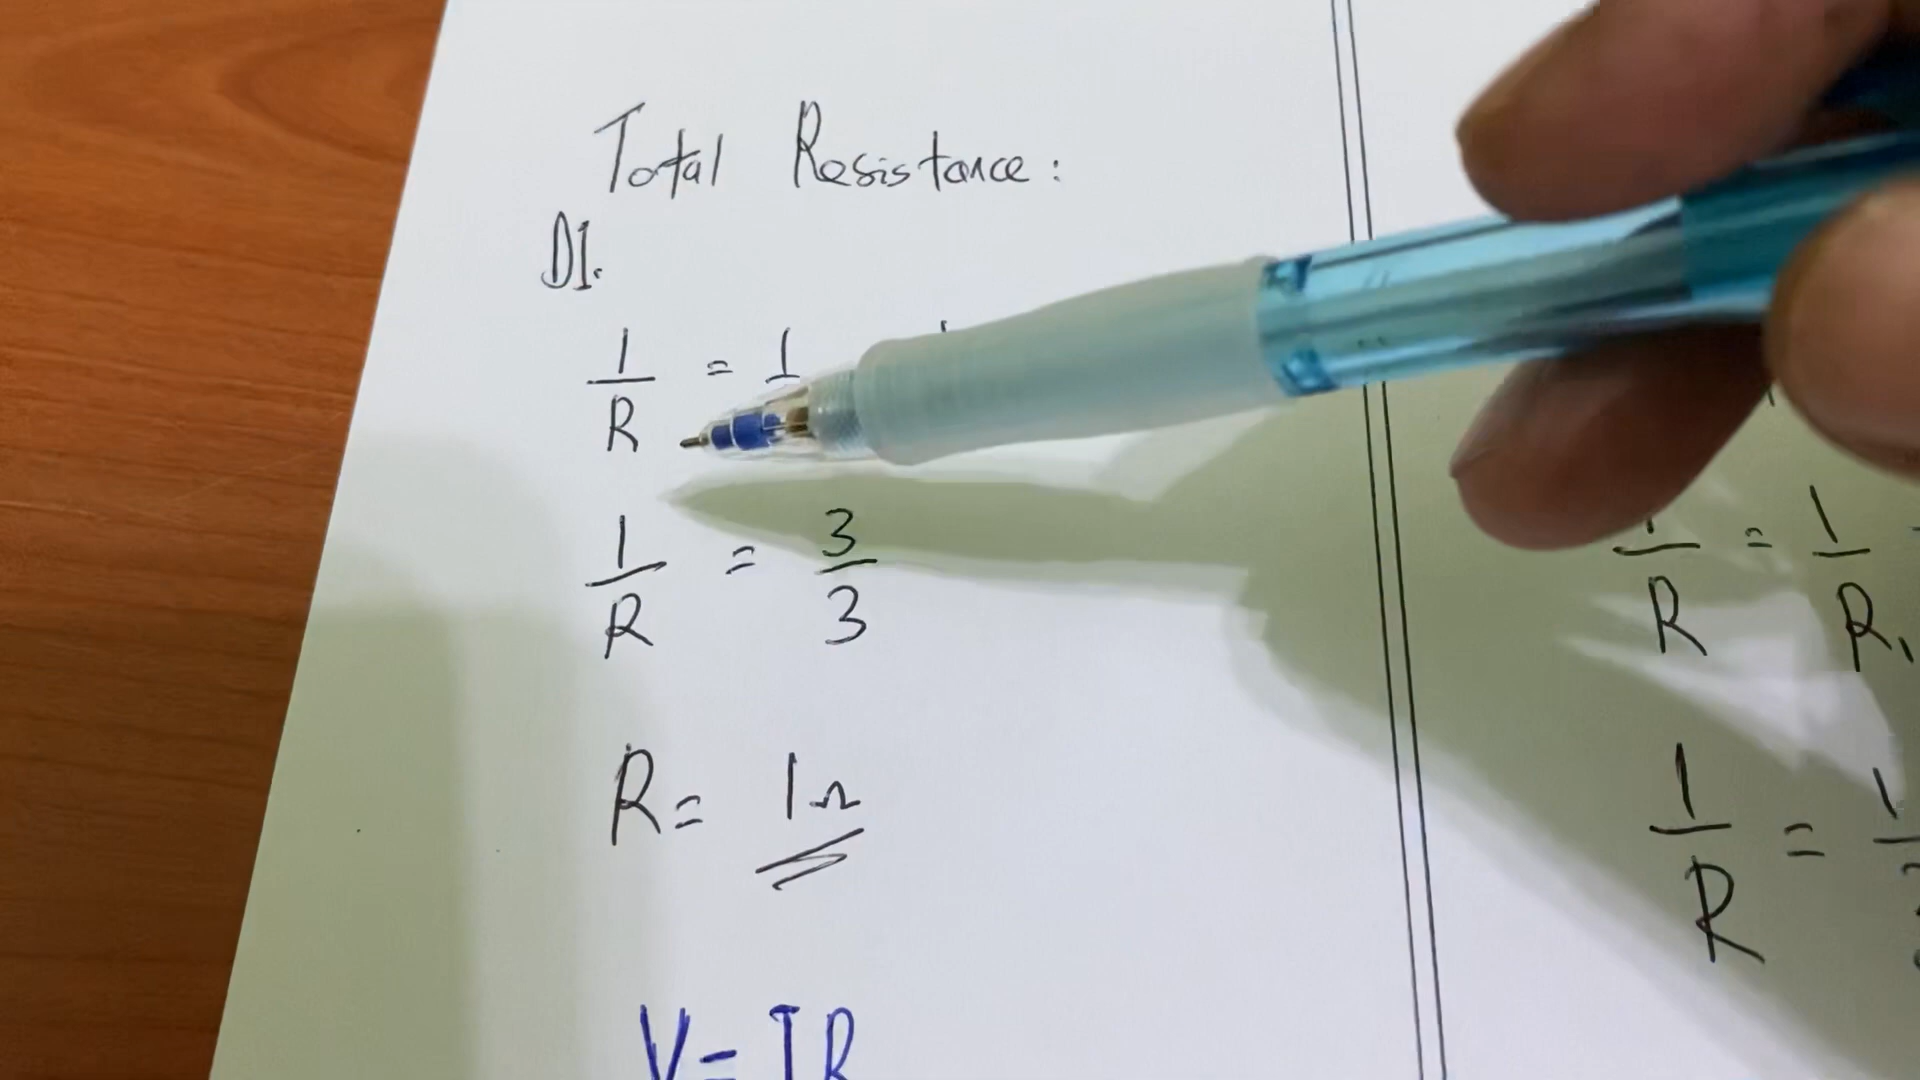 Total Resistance:
D1.
1/R = 1
1/R = 3/3
R = 1Ω
V = IR
1/R = 1/R₁
1/R = 1